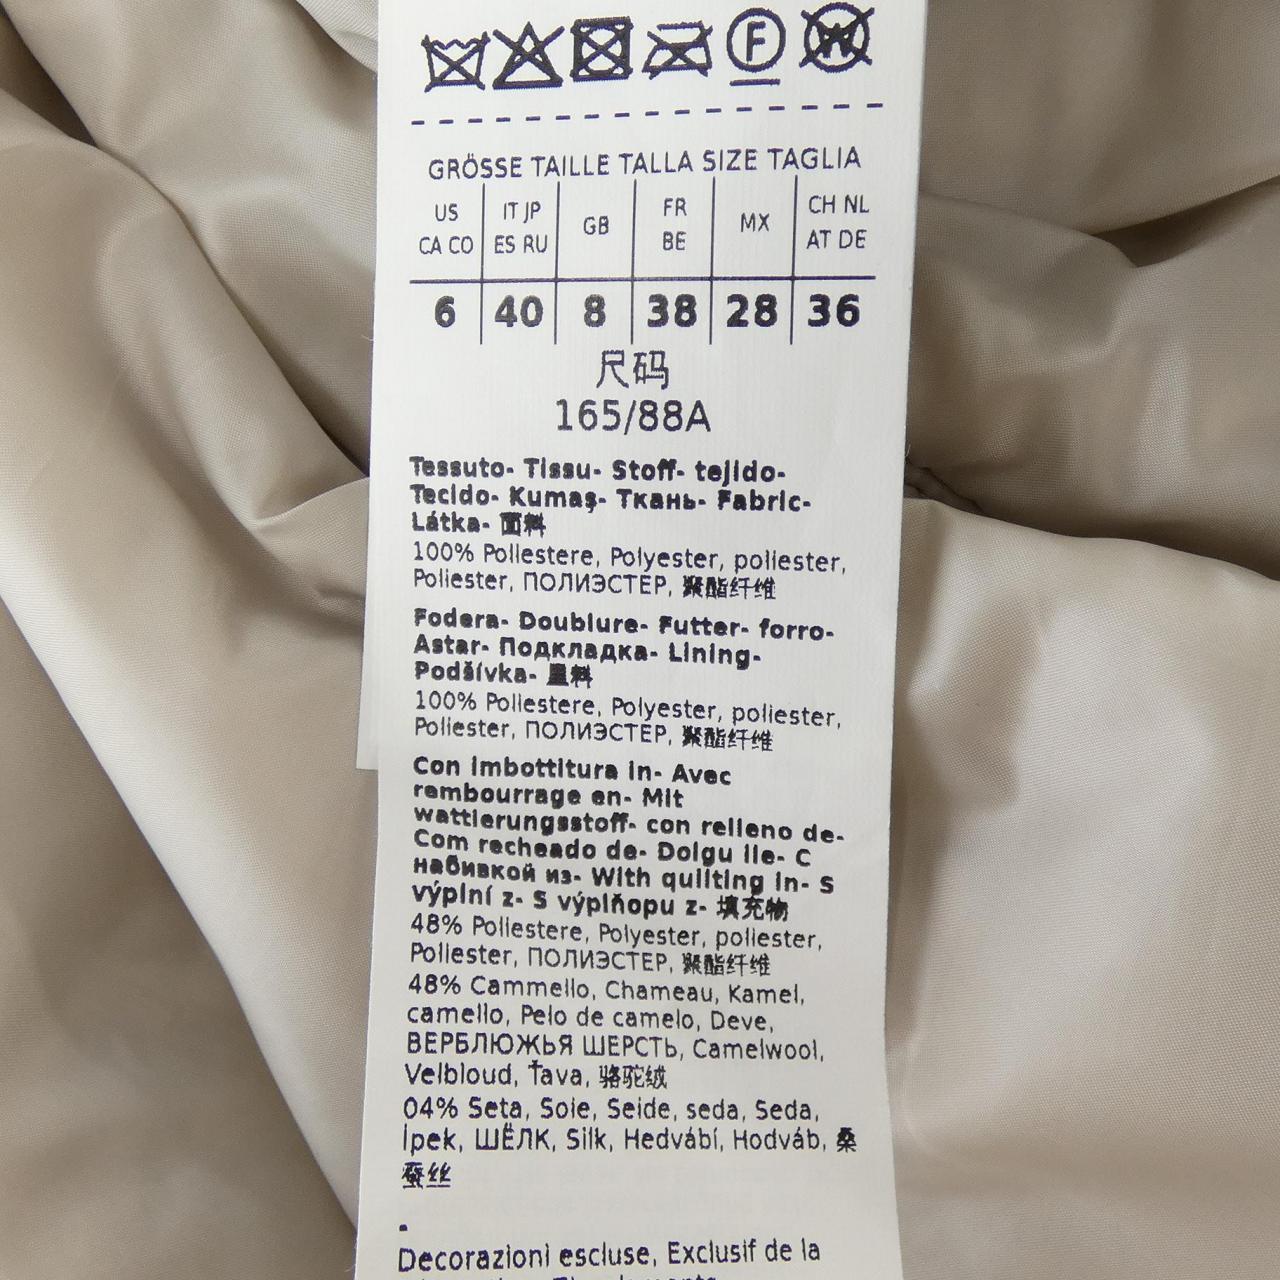 F W
GRÖSSE TAILLE TALLA SIZE TAGLIA
US CA CO | IT JP ES RU | GB | FR BE | MX | CH NL AT DE
6 | 40 | 8 | 38 | 28 | 36
尺码
165/88A
Tessuto- Tissu- Stoff- tejido-
Tecido- Kumaş- Ткань- Fabric-
Látka- 面料
100% Poliestere, Polyester, poliester,
Poliester, ПОЛИЭСТЕР, 聚酯纤维
Fodera- Doublure- Futter- forro-
Astar- Подкладка- Lining-
Podšívka- 里料
100% Poliestere, Polyester, poliester,
Poliester, ПОЛИЭСТЕР, 聚酯纤维
Con imbottitura in- Avec
rembourrage en- Mit
wattierungsstoff- con relleno de-
Com recheado de- Dolgu ile- C
набивкой из- With quilting in- S
výplní z- S výplňopu z- 填充物
48% Poliestere, Polyester, poliester,
Poliester, ПОЛИЭСТЕР, 聚酯纤维
48% Cammello, Chameau, Kamel,
camello, Pelo de camelo, Deve,
ВЕРБЛЮЖЬЯ ШЕРСТЬ, Camelwool,
Velbloud, Ťava, 骆驼绒
04% Seta, Soie, Seide, seda, Seda,
İpek, ШЁЛК, Silk, Hedvábí, Hodváb, 桑
蚕丝
.
Decorazioni escluse, Exclusif de la